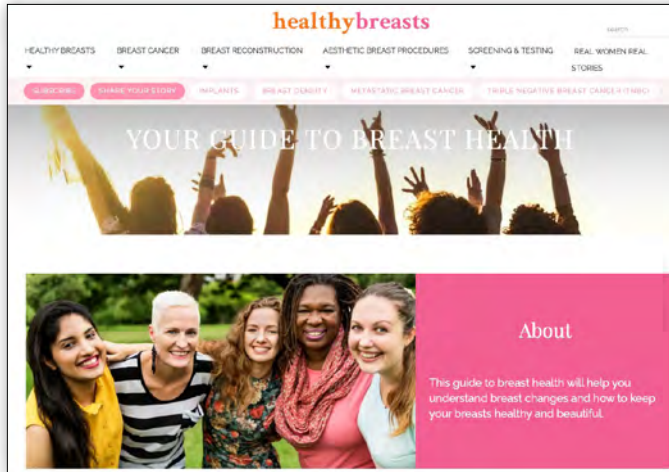 healthybreasts
search
HEALTHY BREASTS BREAST CANCER BREAST RECONSTRUCTION AESTHETIC BREAST PROCEDURES SCREENING & TESTING REAL WOMEN REAL STORIES
SUBSCRIBE SHARE YOUR STORY IMPLANTS BREAST DENSITY METASTATIC BREAST CANCER TRIPLE NEGATIVE BREAST CANCER (TNBC)
YOUR GUIDE TO BREAST HEALTH
About
This guide to breast health will help you
understand breast changes and how to keep
your breasts healthy and beautiful.